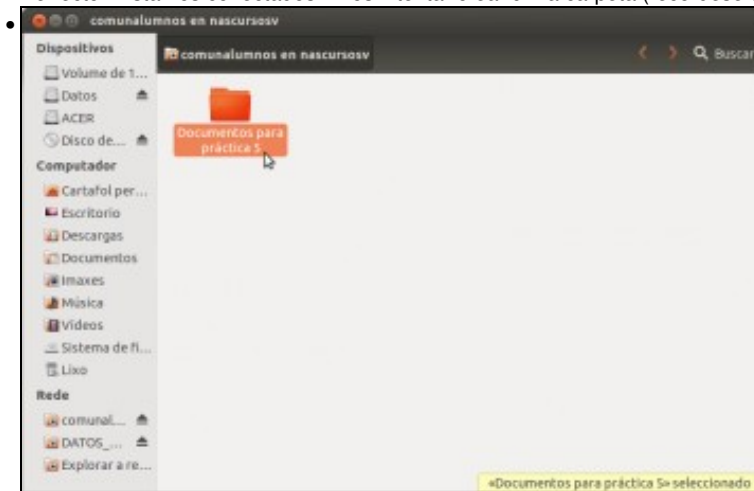 comunalumnos en nascursosv
Dispositivos
Volume de 1...
Datos
ACER
Disco de...
Computador
Cartafol per...
Escritorio
Descargas
Documentos
Imaxes
Música
Vídeos
Sistema de fi...
Lixo
Rede
comunal...
DATOS_...
Explorar a re...
comunalumnos en nascursosv
Buscar
Documentos para
práctica 5
«Documentos para práctica 5» seleccionado